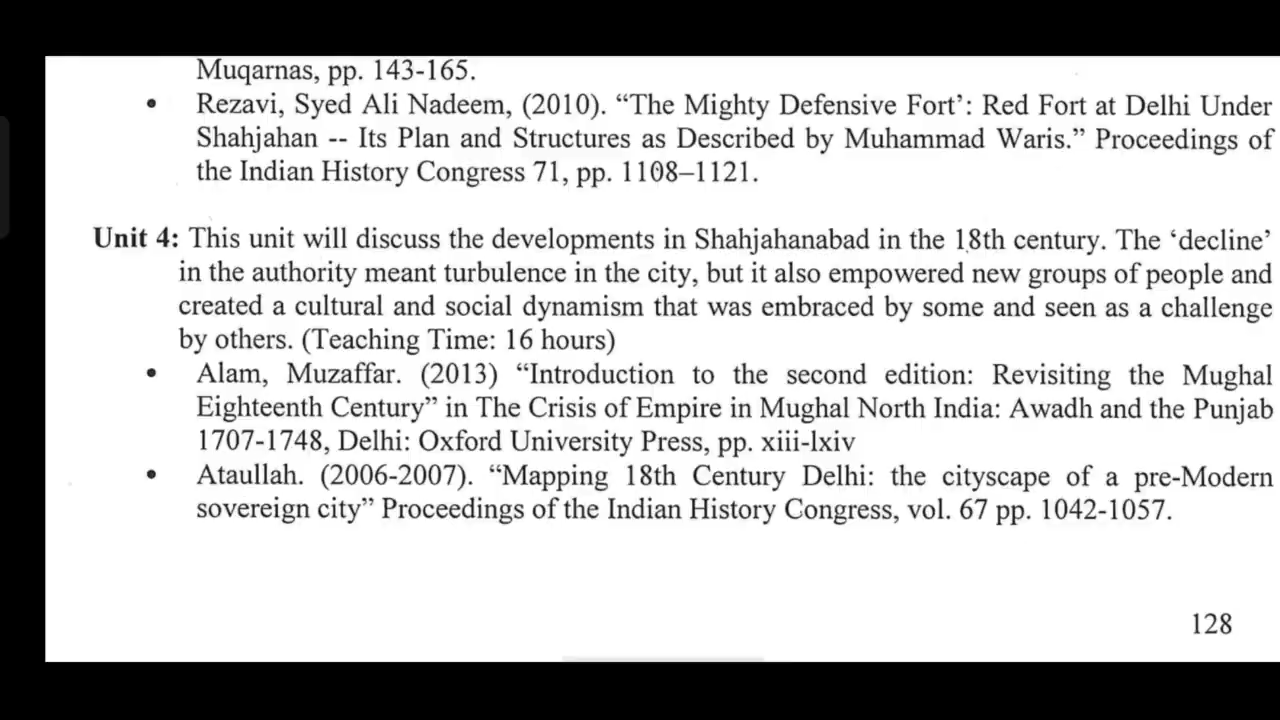 Muqarnas, pp. 143-165.
• Rezavi, Syed Ali Nadeem, (2010). “The Mighty Defensive Fort’: Red Fort at Delhi Under
Shahjahan -- Its Plan and Structures as Described by Muhammad Waris.” Proceedings of
the Indian History Congress 71, pp. 1108–1121.
Unit 4: This unit will discuss the developments in Shahjahanabad in the 18th century. The ‘decline’
in the authority meant turbulence in the city, but it also empowered new groups of people and
created a cultural and social dynamism that was embraced by some and seen as a challenge
by others. (Teaching Time: 16 hours)
• Alam, Muzaffar. (2013) “Introduction to the second edition: Revisiting the Mughal
Eighteenth Century” in The Crisis of Empire in Mughal North India: Awadh and the Punjab
1707-1748, Delhi: Oxford University Press, pp. xiii-lxiv
• Ataullah. (2006-2007). “Mapping 18th Century Delhi: the cityscape of a pre-Modern
sovereign city” Proceedings of the Indian History Congress, vol. 67 pp. 1042-1057.
128